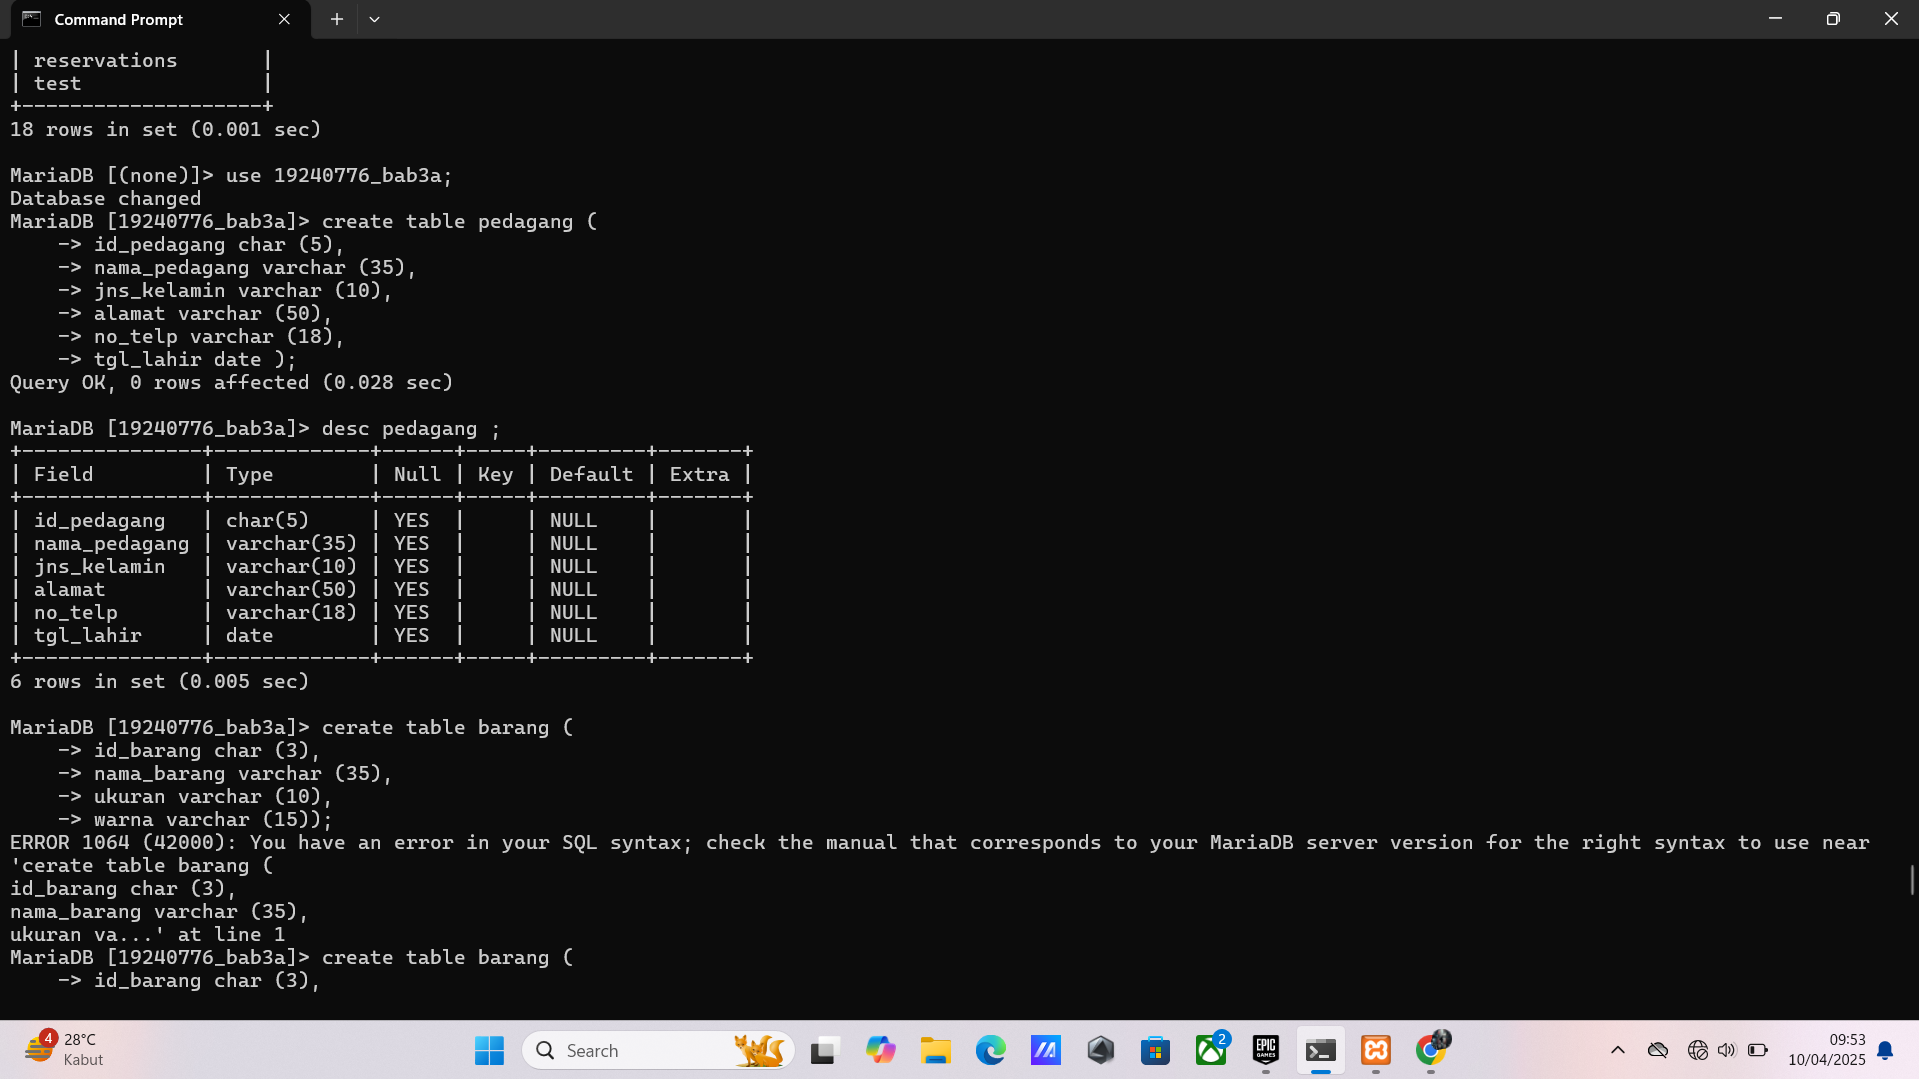 Command Prompt
| reservations       |
| test               |
+--------------------+
18 rows in set (0.001 sec)
MariaDB [(none)]> use 19240776_bab3a;
Database changed
MariaDB [19240776_bab3a]> create table pedagang (
    -> id_pedagang char (5),
    -> nama_pedagang varchar (35),
    -> jns_kelamin varchar (10),
    -> alamat varchar (50),
    -> no_telp varchar (18),
    -> tgl_lahir date );
Query OK, 0 rows affected (0.028 sec)
MariaDB [19240776_bab3a]> desc pedagang ;
+---------------+-------------+------+-----+---------+-------+
| Field         | Type        | Null | Key | Default | Extra |
+---------------+-------------+------+-----+---------+-------+
| id_pedagang   | char(5)     | YES  |     | NULL    |       |
| nama_pedagang | varchar(35) | YES  |     | NULL    |       |
| jns_kelamin   | varchar(10) | YES  |     | NULL    |       |
| alamat        | varchar(50) | YES  |     | NULL    |       |
| no_telp       | varchar(18) | YES  |     | NULL    |       |
| tgl_lahir     | date        | YES  |     | NULL    |       |
+---------------+-------------+------+-----+---------+-------+
6 rows in set (0.005 sec)
MariaDB [19240776_bab3a]> cerate table barang (
    -> id_barang char (3),
    -> nama_barang varchar (35),
    -> ukuran varchar (10),
    -> warna varchar (15));
ERROR 1064 (42000): You have an error in your SQL syntax; check the manual that corresponds to your MariaDB server version for the right syntax to use near
'cerate table barang (
id_barang char (3),
nama_barang varchar (35),
ukuran va...' at line 1
MariaDB [19240776_bab3a]> create table barang (
    -> id_barang char (3),
4
28°C
Kabut
Search
2
EPIC GAMES
09:53
10/04/2025